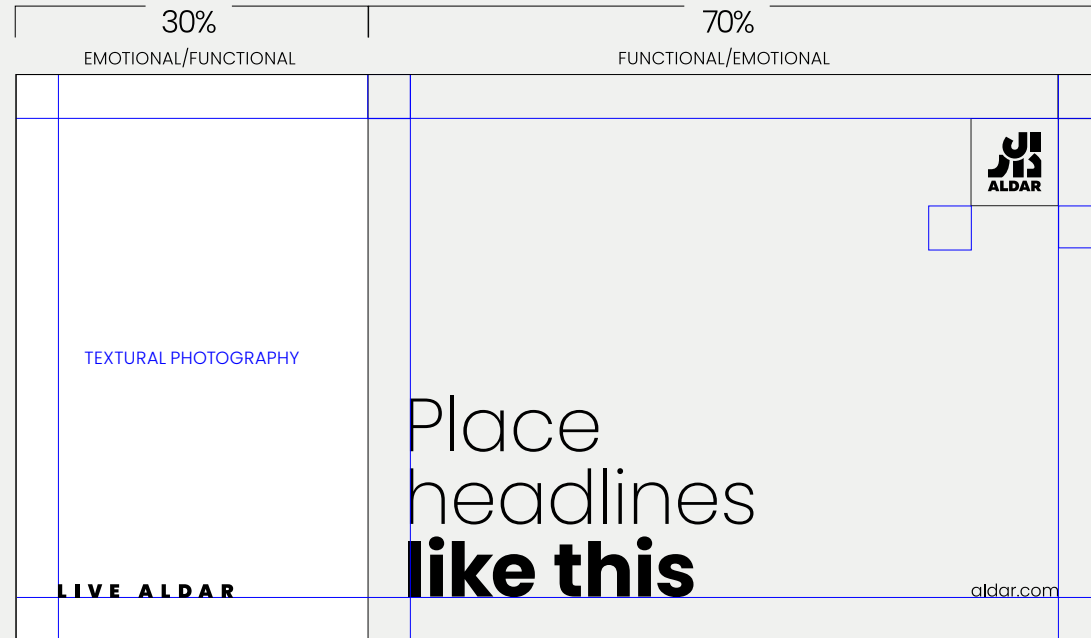 30%
70%
EMOTIONAL/FUNCTIONAL
FUNCTIONAL/EMOTIONAL
الدار
ALDAR
TEXTURAL PHOTOGRAPHY
Place
headlines
like this
LIVE ALDAR
aldar.com